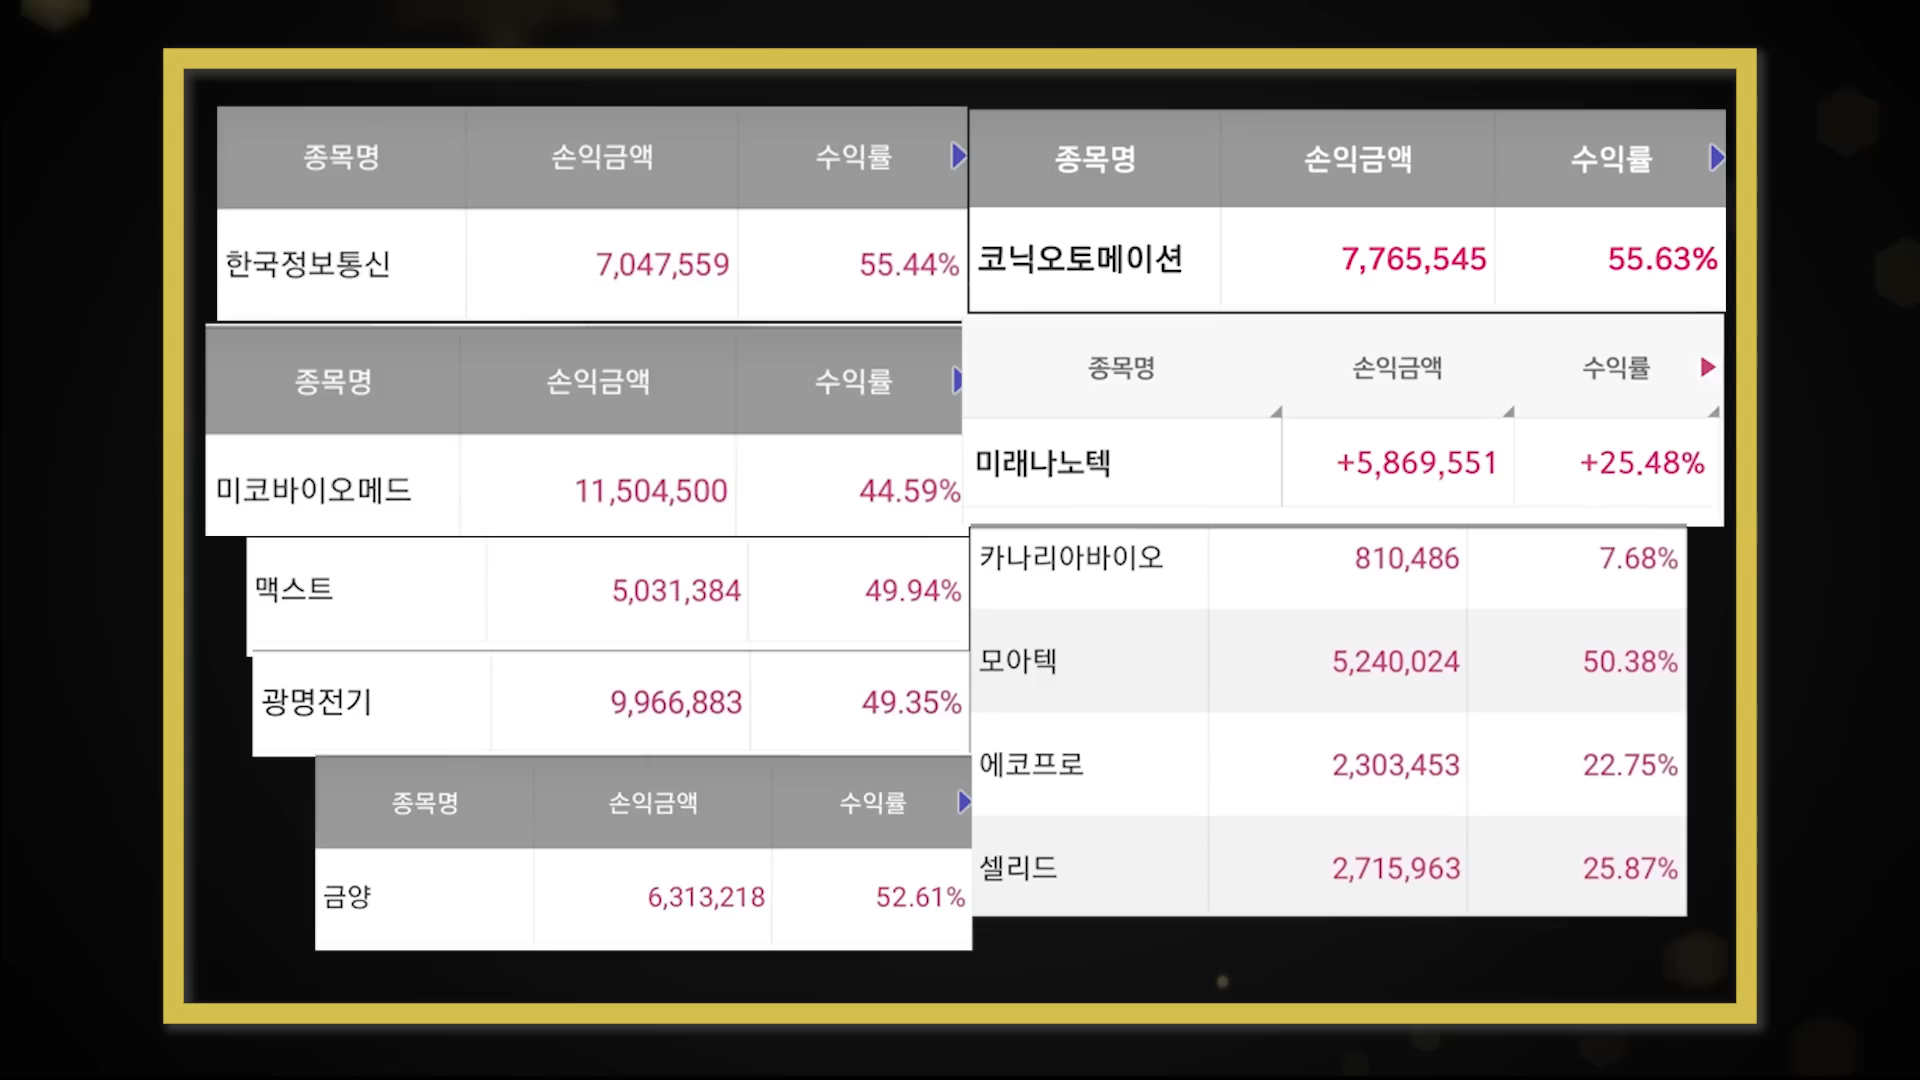 종목명 손익금액 수익률
한국정보통신 7,047,559 55.44%
종목명 손익금액 수익률
미코바이오메드 11,504,500 44.59%
맥스트 5,031,384 49.94%
광명전기 9,966,883 49.35%
종목명 손익금액 수익률
금양 6,313,218 52.61%
종목명 손익금액 수익률
코닉오토메이션 7,765,545 55.63%
종목명 손익금액 수익률
미래나노텍 +5,869,551 +25.48%
카나리아바이오 810,486 7.68%
모아텍 5,240,024 50.38%
에코프로 2,303,453 22.75%
셀리드 2,715,963 25.87%